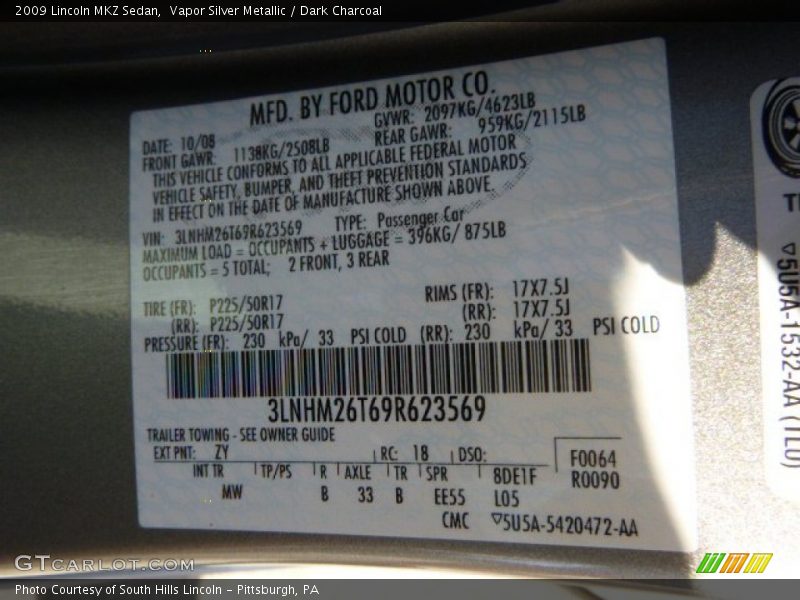 2009 Lincoln MKZ Sedan,  Vapor Silver Metallic / Dark Charcoal
MFD. BY FORD MOTOR CO.
DATE: 10/08 GVWR: 2097KG/4623LB
FRONT GAWR: 1138KG/2508LB REAR GAWR: 959KG/2115LB
THIS VEHICLE CONFORMS TO ALL APPLICABLE FEDERAL MOTOR
VEHICLE SAFETY, BUMPER, AND THEFT PREVENTION STANDARDS
IN EFFECT ON THE DATE OF MANUFACTURE SHOWN ABOVE
VIN: 3LNHM26T69R623569 TYPE: Passenger Car
MAXIMUM LOAD = OCCUPANTS + LUGGAGE = 396KG/ 875LB
OCCUPANTS = 5 TOTAL; 2 FRONT, 3 REAR
TIRE (FR): P225/50R17 RIMS (FR): 17X7.5J
(RR): P225/50R17 (RR): 17X7.5J
PRESSURE (FR): 230 kPa/ 33 PSI COLD (RR): 230 kPa/ 33 PSI COLD
3LNHM26T69R623569
TRAILER TOWING - SEE OWNER GUIDE
EXT PNT: ZY RC: 18 DSO: F0064
INT TR TP/PS R AXLE TR SPR 8DE1F R0090
MW B 33 B EE55 L05
CMC ▽5U5A-5420472-AA
▽5U5A-1532-AA (TLU)
GTCARLOT.COM
Photo Courtesy of South Hills Lincoln - Pittsburgh, PA